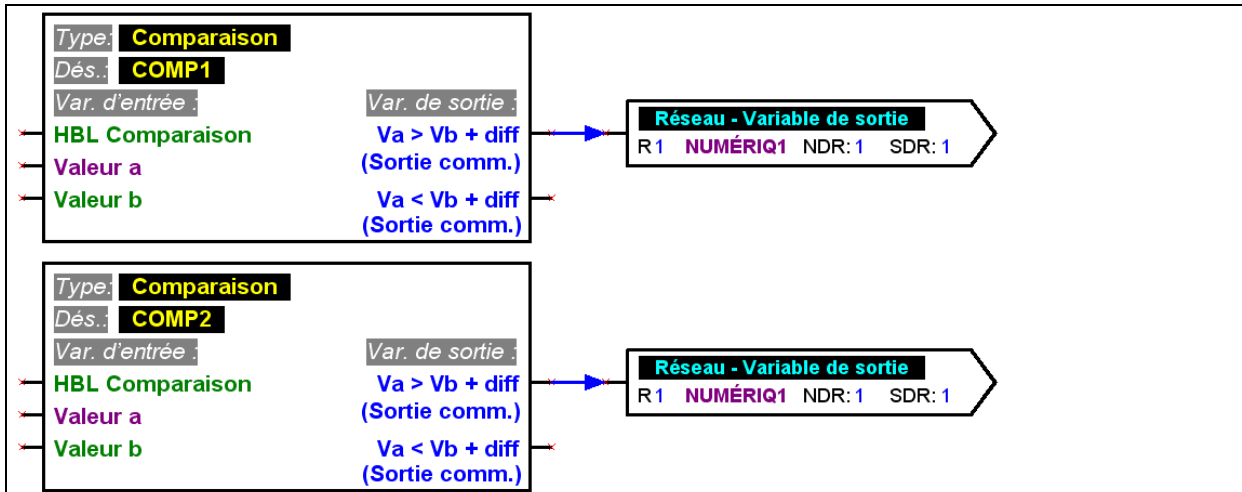 Type: Comparaison
Dés.: COMP1
Var. d'entrée : Var. de sortie :
HBL Comparaison Va > Vb + diff
Valeur a (Sortie comm.)
Valeur b Va < Vb + diff
(Sortie comm.)
Réseau - Variable de sortie
R1 NUMÉRIQ1 NDR: 1 SDR: 1
Type: Comparaison
Dés.: COMP2
Var. d'entrée : Var. de sortie :
HBL Comparaison Va > Vb + diff
Valeur a (Sortie comm.)
Valeur b Va < Vb + diff
(Sortie comm.)
Réseau - Variable de sortie
R1 NUMÉRIQ1 NDR: 1 SDR: 1